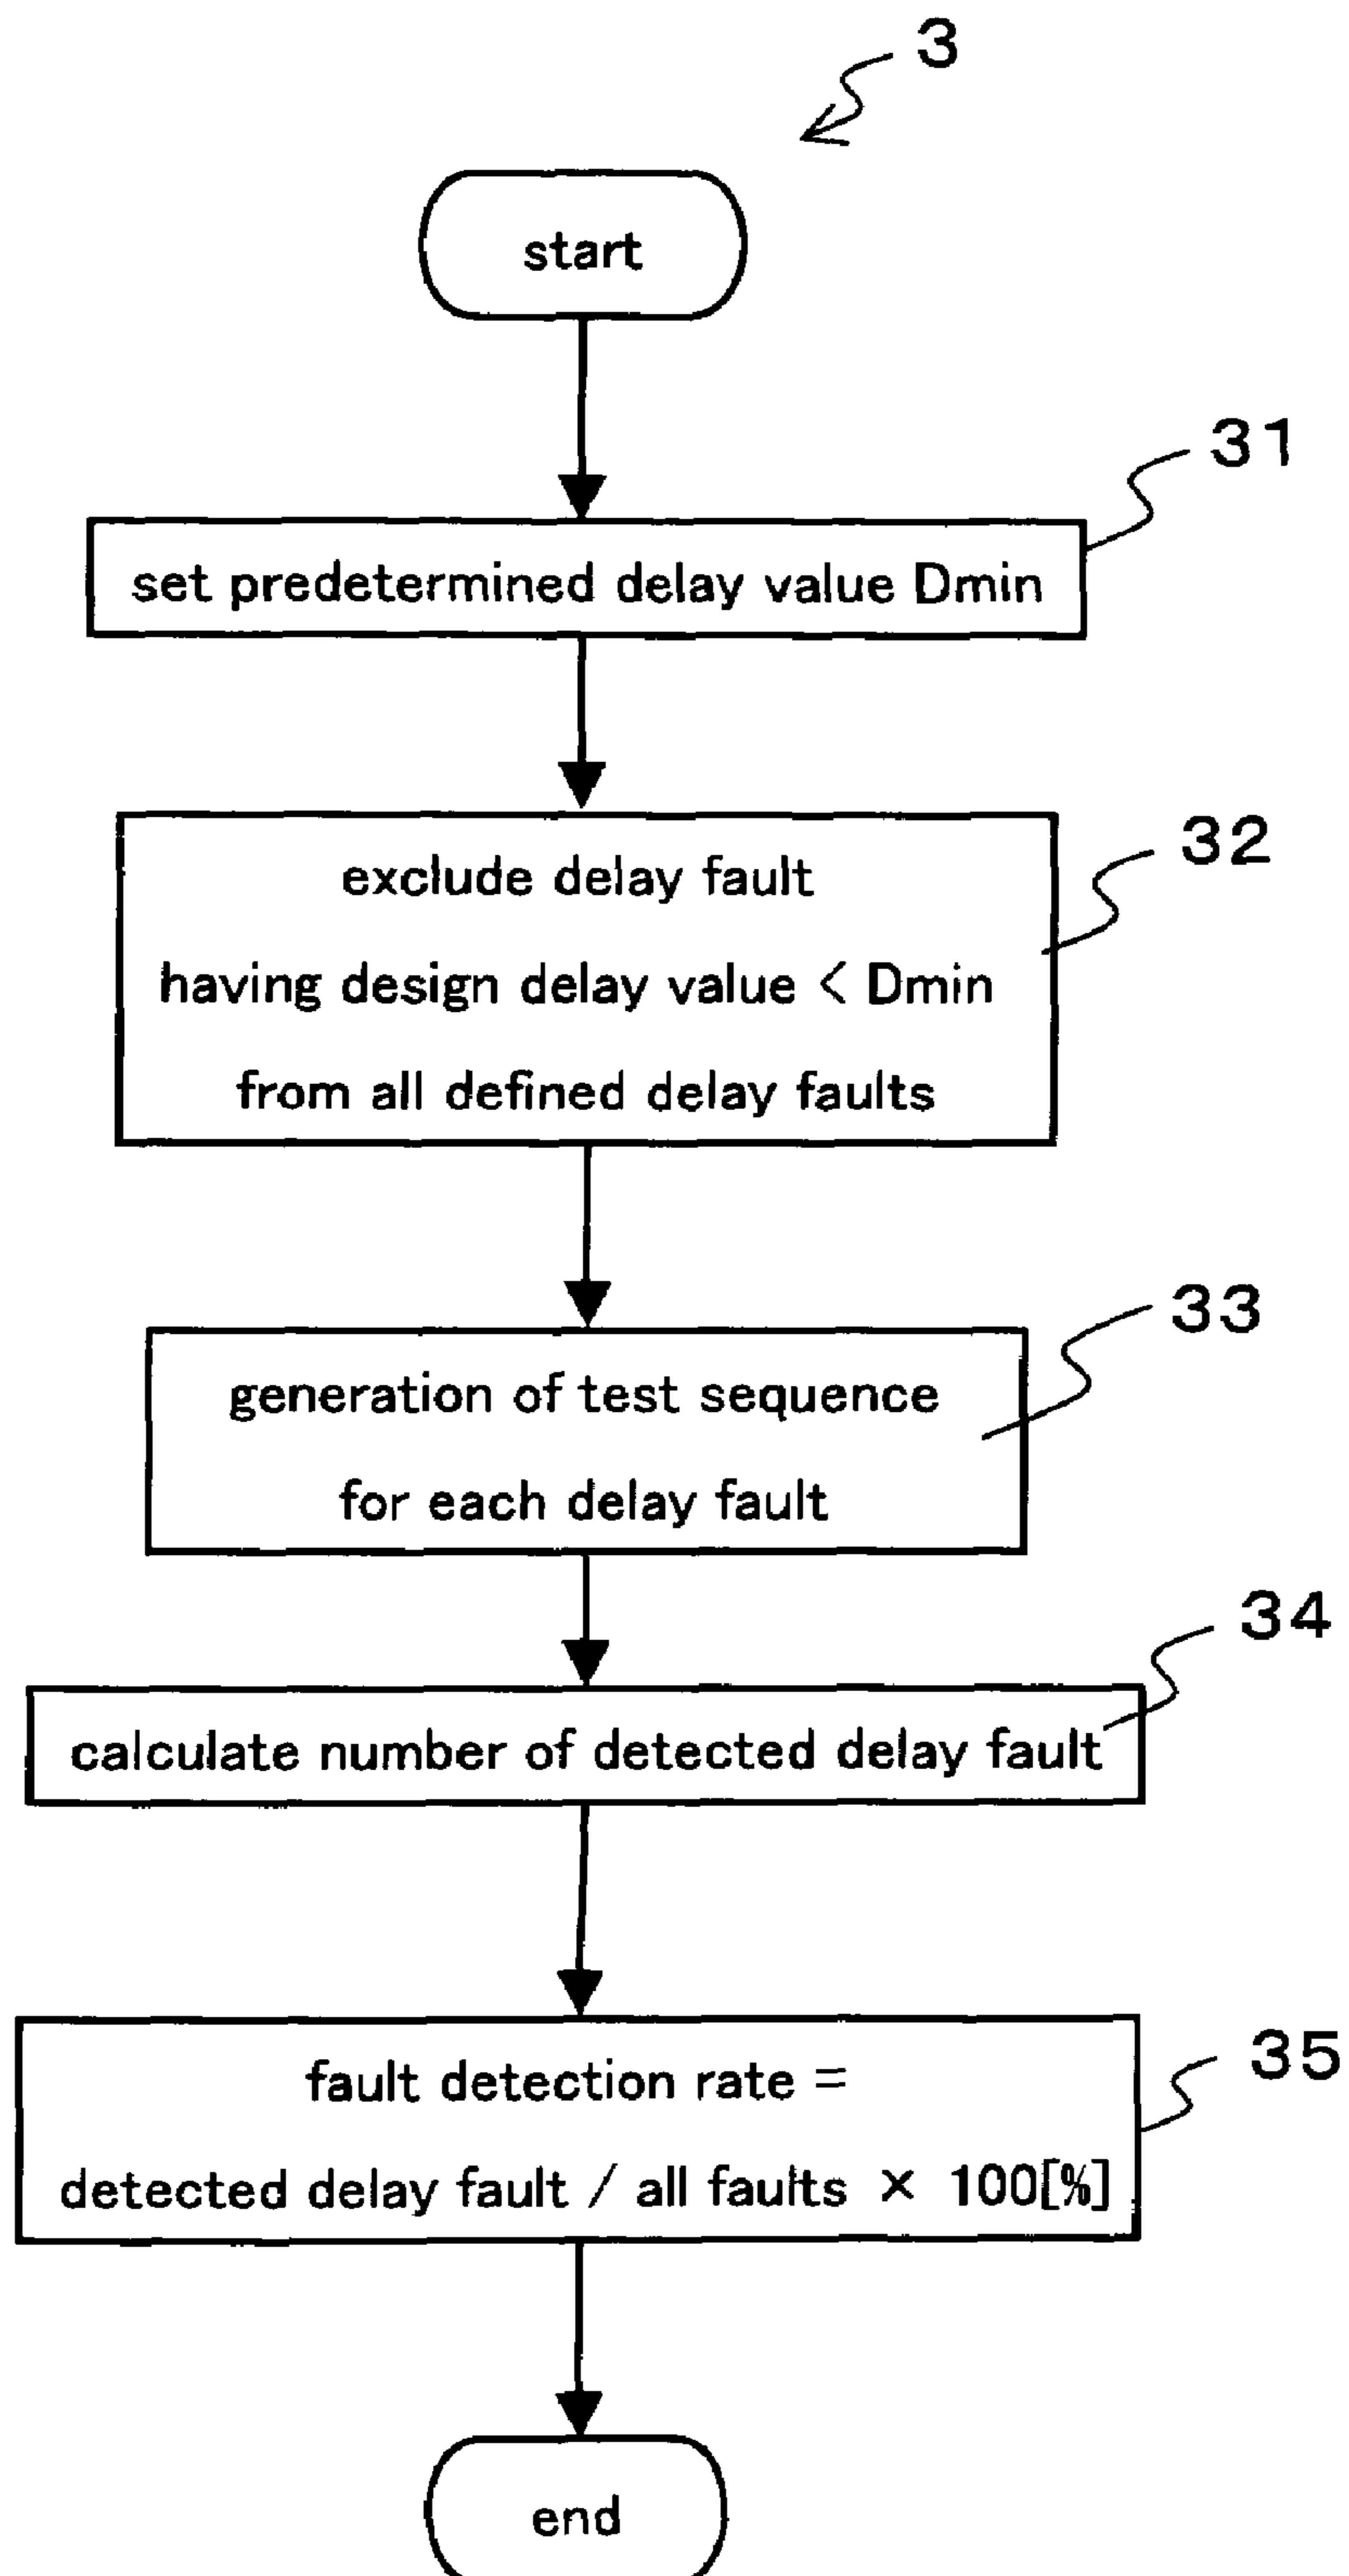 3
start
31
set predetermined delay value Dmin
32
exclude delay fault
having design delay value < Dmin
from all defined delay faults
33
generation of test sequence
for each delay fault
34
calculate number of detected delay fault
35
fault detection rate =
detected delay fault / all faults × 100[%]
end